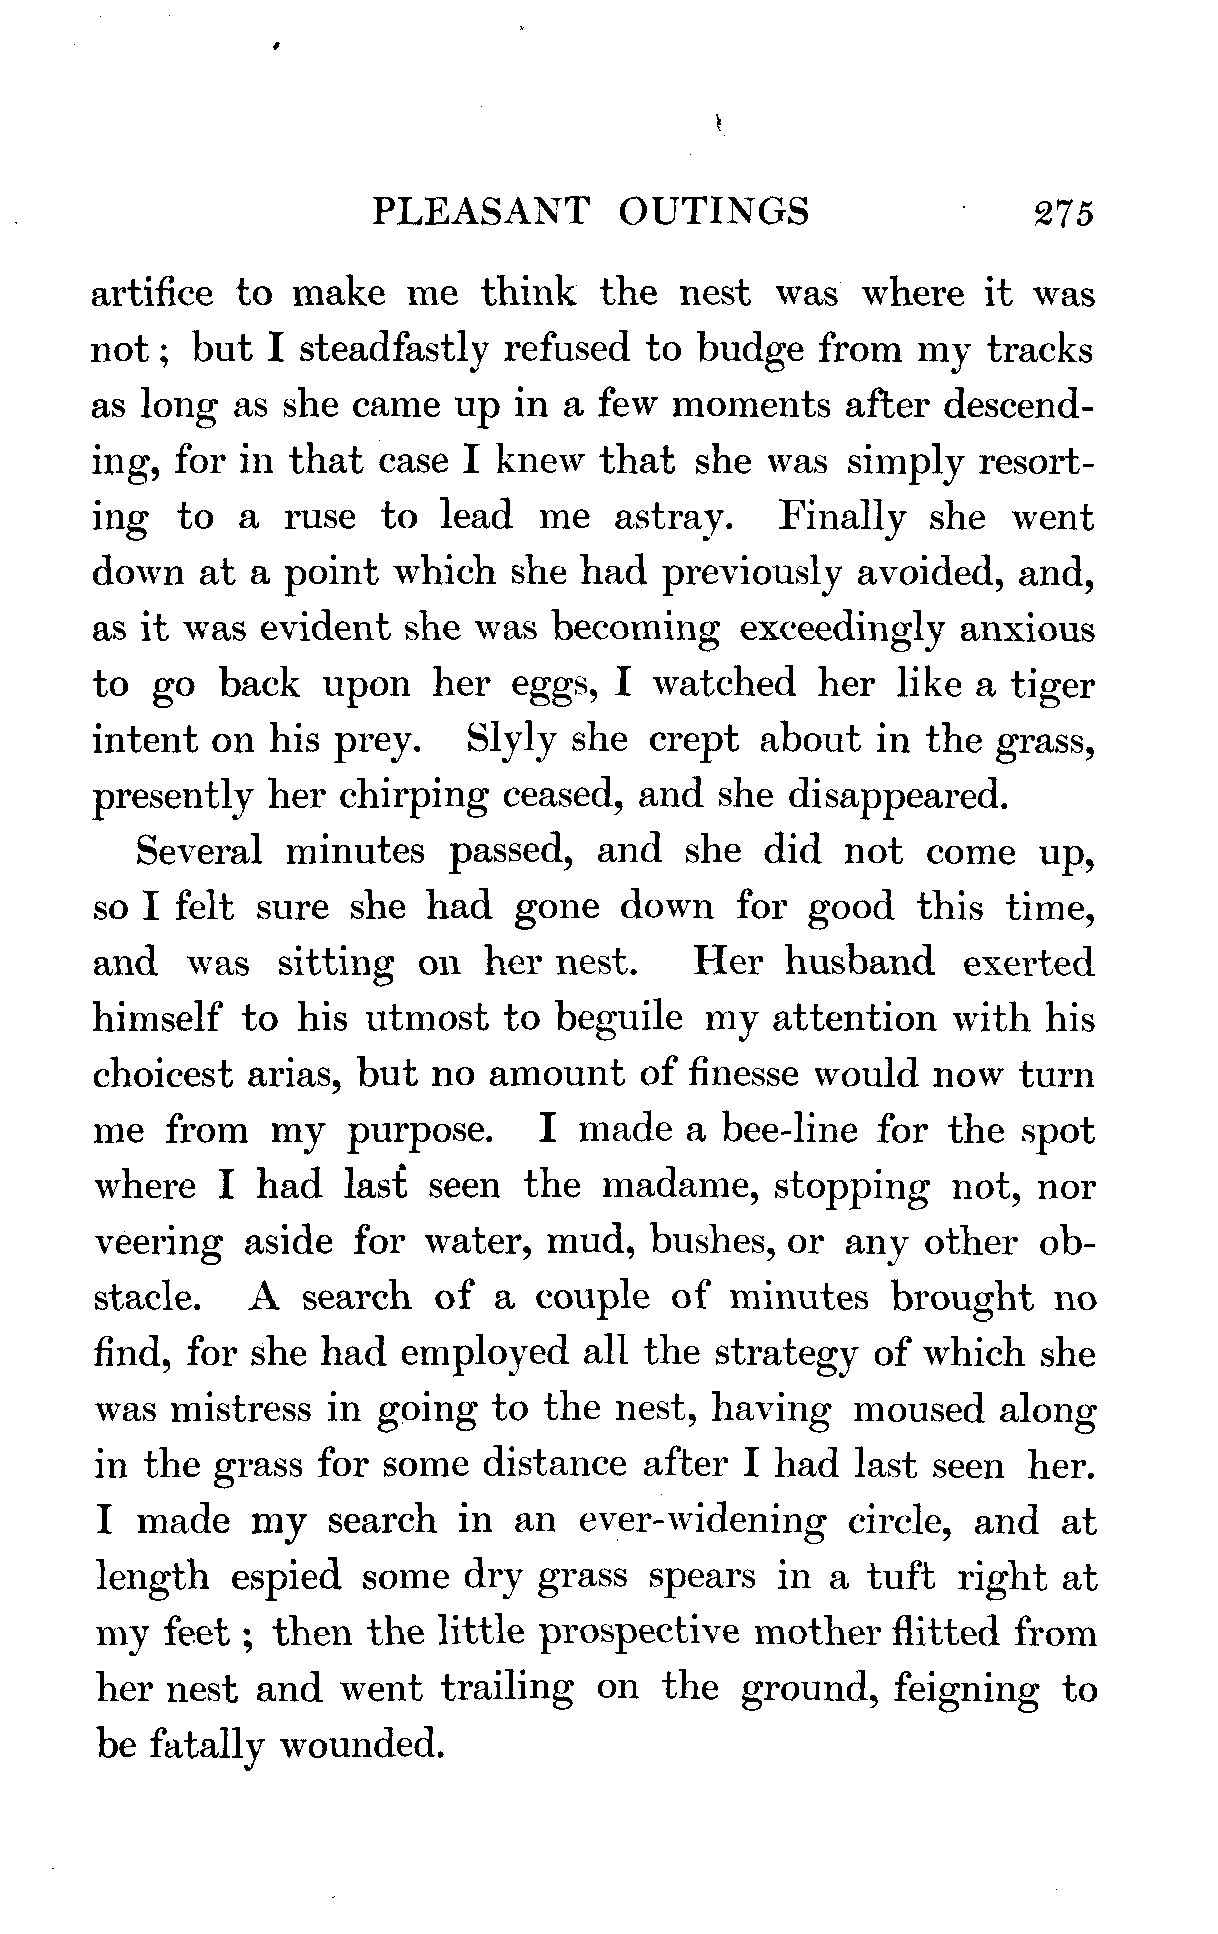 PLEASANT OUTINGS 275
artifice to make me think the nest was where it was
not ; but I steadfastly refused to budge from my tracks
as long as she came up in a few moments after descend-
ing, for in that case I knew that she was simply resort-
ing to a ruse to lead me astray. Finally she went
down at a point which she had previously avoided, and,
as it was evident she was becoming exceedingly anxious
to go back upon her eggs, I watched her like a tiger
intent on his prey. Slyly she crept about in the grass,
presently her chirping ceased, and she disappeared.
Several minutes passed, and she did not come up,
so I felt sure she had gone down for good this time,
and was sitting on her nest. Her husband exerted
himself to his utmost to beguile my attention with his
choicest arias, but no amount of finesse would now turn
me from my purpose. I made a bee-line for the spot
where I had last seen the madame, stopping not, nor
veering aside for water, mud, bushes, or any other ob-
stacle. A search of a couple of minutes brought no
find, for she had employed all the strategy of which she
was mistress in going to the nest, having moused along
in the grass for some distance after I had last seen her.
I made my search in an ever-widening circle, and at
length espied some dry grass spears in a tuft right at
my feet ; then the little prospective mother flitted from
her nest and went trailing on the ground, feigning to
be fatally wounded.